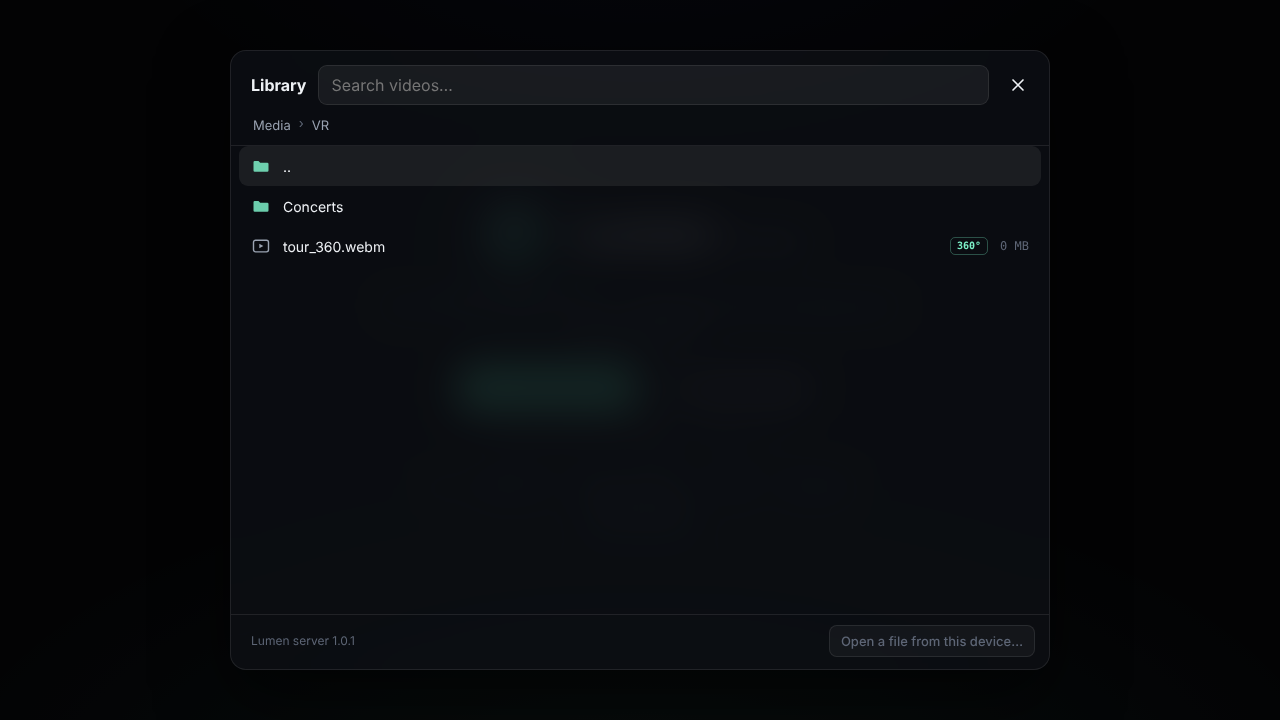 Library
Search videos...
Media › VR
..
Concerts
tour_360.webm 360° 0 MB
Lumen server 1.0.1
Open a file from this device...